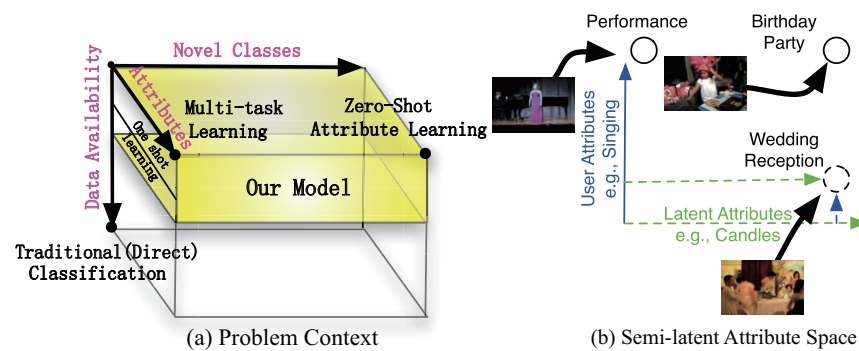 Novel Classes
Data Availability
Attributes
Multi-task
Learning
Zero-Shot
Attribute Learning
One shot
learning
Our Model
Traditional(Direct)
Classification
(a) Problem Context
Performance
Birthday
Party
User Attributes
e.g., Singing
Wedding
Reception
Latent Attributes
e.g., Candles
(b) Semi-latent Attribute Space